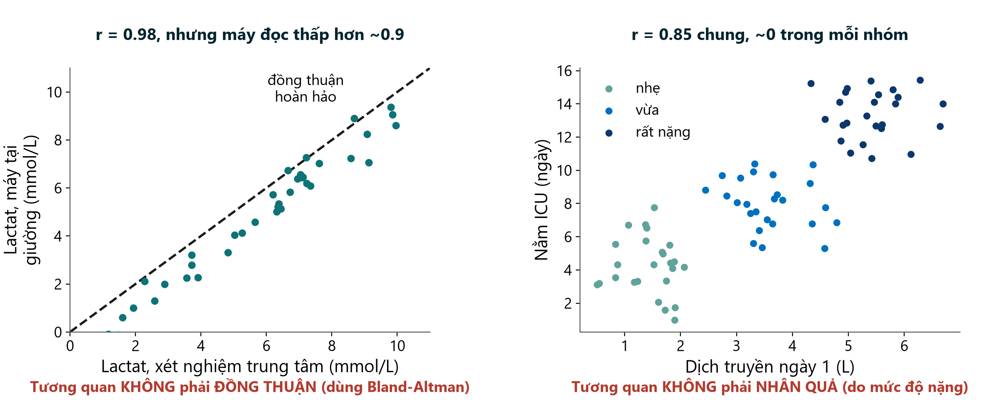 r = 0.98, nhưng máy đọc thấp hơn ~0.9
đồng thuận
hoàn hảo
10
8
6
4
2
0
Lactat, máy tại
giường (mmol/L)
0 2 4 6 8 10
Lactat, xét nghiệm trung tâm (mmol/L)
Tương quan KHÔNG phải ĐỒNG THUẬN (dùng Bland-Altman)
r = 0.85 chung, ~0 trong mỗi nhóm
nhẹ
vừa
rất nặng
16
14
12
10
8
6
4
2
Nằm ICU (ngày)
1 2 3 4 5 6
Dịch truyền ngày 1 (L)
Tương quan KHÔNG phải NHÂN QUẢ (do mức độ nặng)